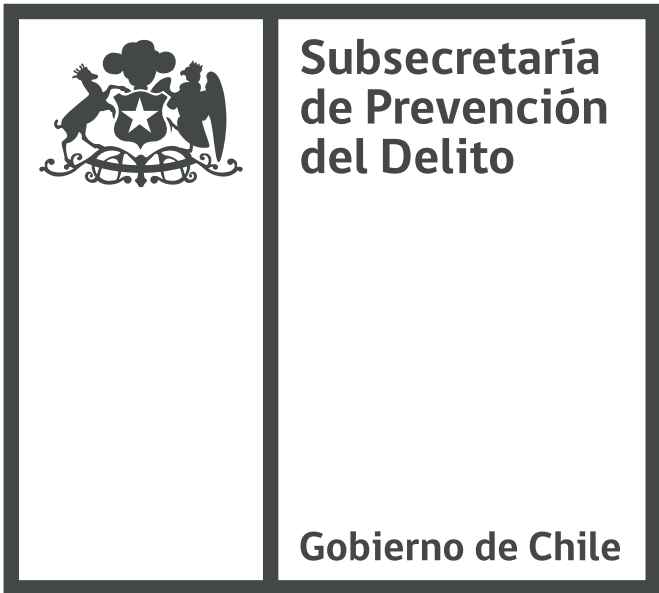 Subsecretaría
de Prevención
del Delito
Gobierno de Chile